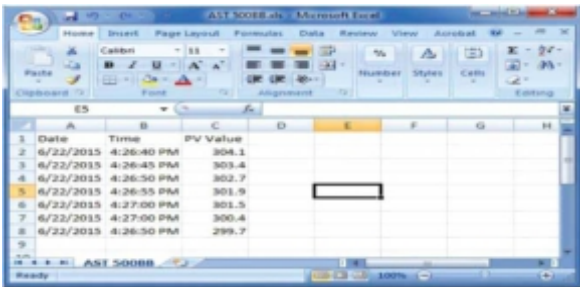 AST 500BB.xls - Microsoft Excel
Home Insert Page Layout Formulas Data Review View Acrobat
Paste
Calibri 11
B I U A A
% Number
Styles
Cells
Clipboard Font Alignment Editing
E5 fx
A B C D E F G H
1 Date Time PV Value
2 6/22/2015 4:26:40 PM 304.1
3 6/22/2015 4:26:45 PM 303.4
4 6/22/2015 4:26:50 PM 302.7
5 6/22/2015 4:26:55 PM 301.9
6 6/22/2015 4:27:00 PM 301.5
7 6/22/2015 4:27:00 PM 300.4
8 6/22/2015 4:26:50 PM 299.7
9
AST 500BB
Ready 100%